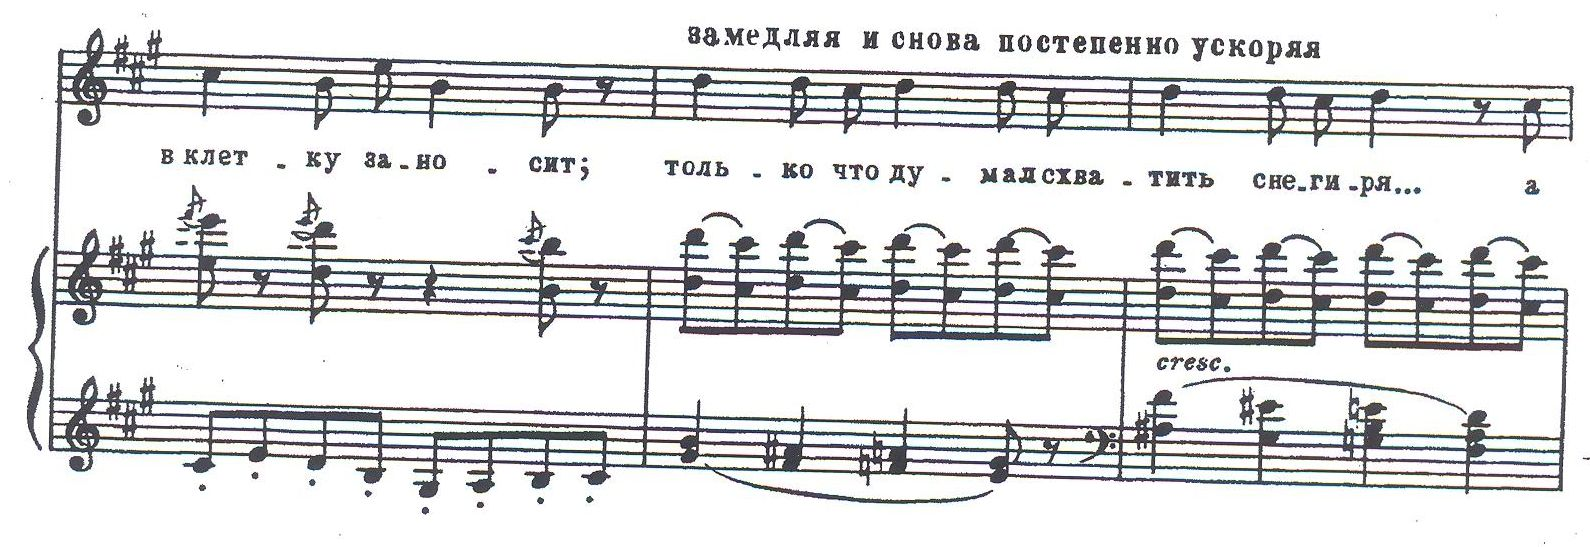 замедляя и снова постепенно ускоряя
в клет - ку за - но - сит; толь - ко что ду - мал схва - тить сне - ги - ря... а
cresc.